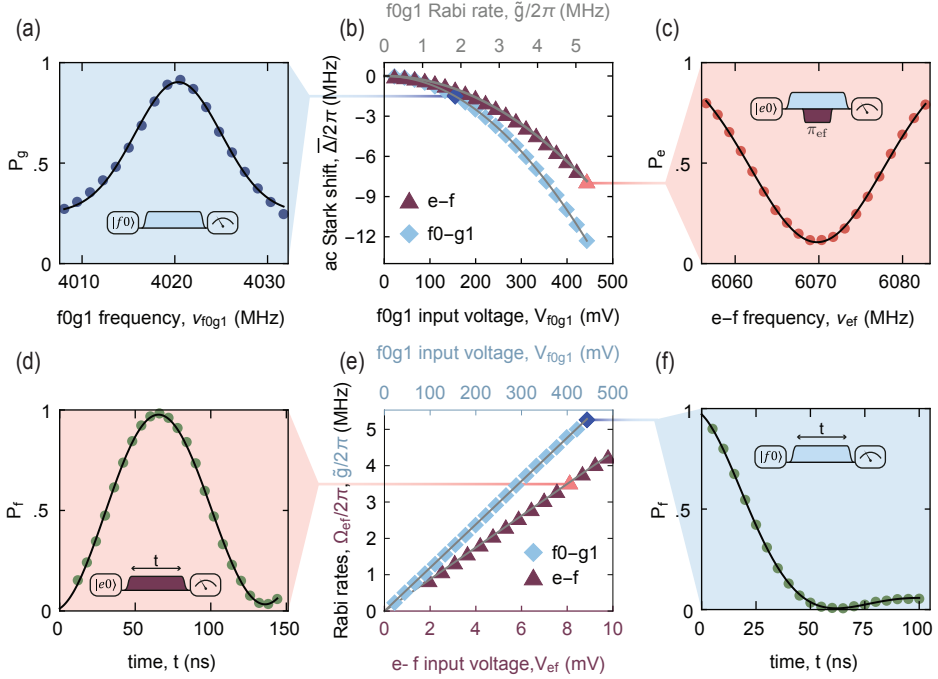 (a)
1
.5
0
P_g
4010
4020
4030
|f0⟩
f0g1 frequency, ν_f0g1 (MHz)
(b)
f0g1 Rabi rate, g̃/2π (MHz)
0 1 2 3 4 5
0
−3
−6
−9
−12
ac Stark shift, Δ̄/2π (MHz)
e−f
f0−g1
0 100 200 300 400 500
f0g1 input voltage, V_f0g1 (mV)
(c)
1
.5
0
P_e
|e0⟩
π_ef
6060
6070
6080
e−f frequency, ν_ef (MHz)
(d)
1
.5
0
P_f
t
|e0⟩
0 50 100 150
time, t (ns)
(e)
f0g1 input voltage, V_f0g1 (mV)
0 100 200 300 400 500
5
4
3
2
1
0
Rabi rates, Ω_ef/2π, g̃/2π (MHz)
f0−g1
e−f
0 2 4 6 8 10
e- f input voltage,V_ef (mV)
(f)
1
.5
0
P_f
t
|f0⟩
0 25 50 75 100
time, t (ns)